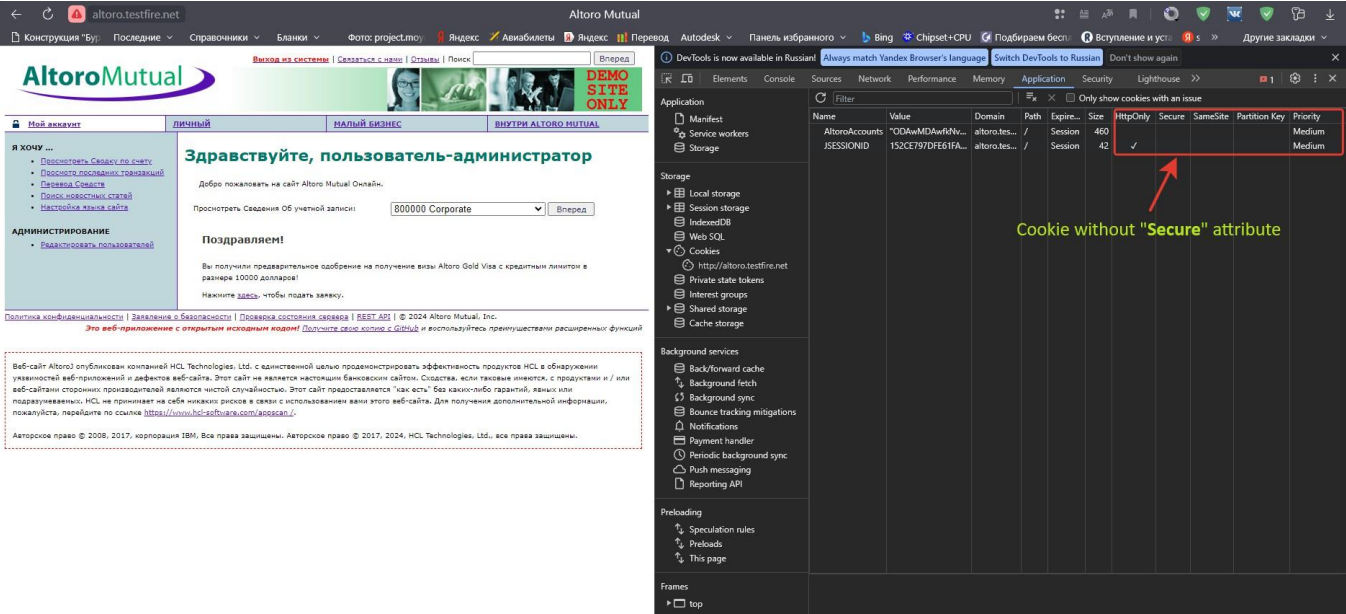 altoro.testfire.net
Altoro Mutual
Конструкция "Бур
Последние
Справочники
Бланки
Фото: project.moy
Яндекс
Авиабилеты
Яндекс
Перевод
Autodesk
Панель избранного
Bing
Chipset+CPU
Подбираем бесп
Вступление и уста
s
»
Другие закладки
Выход из системы | Связаться с нами | Отзывы | Поиск
Вперед
AltoroMutual
DEMO
SITE
ONLY
Мой аккаунт
ЛИЧНЫЙ
МАЛЫЙ БИЗНЕС
ВНУТРИ ALTORO MUTUAL
Я ХОЧУ ...
Просмотреть Сводку по счету
Просмотр последних транзакций
Перевод Средств
Поиск новостных статей
Настройка языка сайта
АДМИНИСТРИРОВАНИЕ
Редактировать пользователей
Здравствуйте, пользователь-администратор
Добро пожаловать на сайт Altoro Mutual Онлайн.
Просмотреть Сведения Об учетной записи:
800000 Corporate
Вперед
Поздравляем!
Вы получили предварительное одобрение на получение визы Altoro Gold Visa с кредитным лимитом в
размере 10000 долларов!
Нажмите здесь, чтобы подать заявку.
Политика конфиденциальности | Заявление о безопасности | Проверка состояния сервера | REST API | © 2024 Altoro Mutual, Inc.
Это веб-приложение с открытым исходным кодом! Получите свою копию с GitHub и воспользуйтесь преимуществами расширенных функций
Веб-сайт AltoroJ опубликован компанией HCL Technologies, Ltd. с единственной целью продемонстрировать эффективность продуктов HCL в обнаружении
уязвимостей веб-приложений и дефектов веб-сайта. Этот сайт не является настоящим банковским сайтом. Сходства, если таковые имеются, с продуктами и / или
веб-сайтами сторонних производителей являются чистой случайностью. Этот сайт предоставляется "как есть" без каких-либо гарантий, явных или
подразумеваемых. HCL не принимает на себя никаких рисков в связи с использованием вами этого веб-сайта. Для получения дополнительной информации,
пожалуйста, перейдите по ссылке https://www.hcl-software.com/appscan /.
Авторское право © 2008, 2017, корпорация IBM, Все права защищены. Авторское право © 2017, 2024, HCL Technologies, Ltd., все права защищены.
DevTools is now available in Russian!
Always match Yandex Browser's language
Switch DevTools to Russian
Don't show again
Elements
Console
Sources
Network
Performance
Memory
Application
Security
Lighthouse
»
1
Application
Manifest
Service workers
Storage
Storage
Local storage
Session storage
IndexedDB
Web SQL
Cookies
http://altoro.testfire.net
Private state tokens
Interest groups
Shared storage
Cache storage
Background services
Back/forward cache
Background fetch
Background sync
Bounce tracking mitigations
Notifications
Payment handler
Periodic background sync
Push messaging
Reporting API
Preloading
Speculation rules
Preloads
This page
Frames
top
Filter
Only show cookies with an issue
Name Value Domain Path Expire... Size HttpOnly Secure SameSite Partition Key Priority
AltoroAccounts "ODAwMDAwfkNv... altoro.tes... / Session 460 Medium
JSESSIONID 152CE797DFE61FA... altoro.tes... / Session 42 ✓ Medium
Cookie without "Secure" attribute